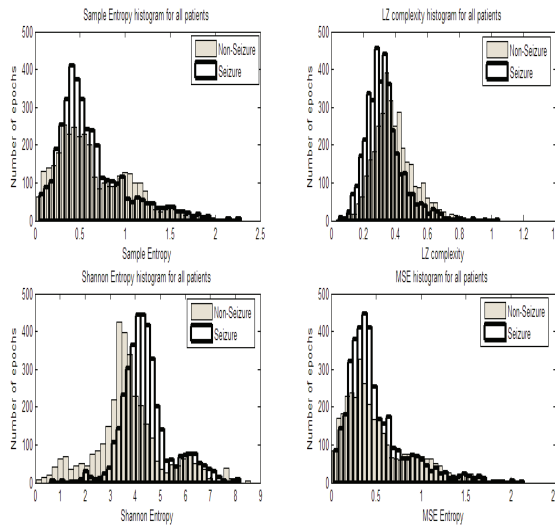 Sample Entropy histogram for all patients
500
400
300
200
100
0
Number of epochs
Non-Seizure
Seizure
0 0.5 1 1.5 2 2.5
Sample Entropy
LZ complexity histogram for all patients
500
400
300
200
100
0
Number of epochs
Non-Seizure
Seizure
0.2 0.4 0.6 0.8 1 1.2
LZ complexity
Shannon Entropy histogram for all patients
500
400
300
200
100
0
Number of epochs
Non-Seizure
Seizure
0 1 2 3 4 5 6 7 8 9
Shannon Entropy
MSE histogram for all patients
500
400
300
200
100
0
Number of epochs
Non-Seizure
Seizure
0 0.5 1 1.5 2
MSE Entropy